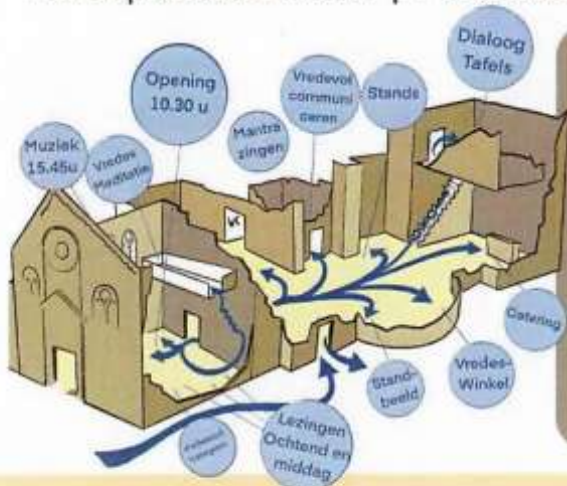 Dialoog
Tafels
Opening
10.30 u
Vredevol
communi
ceren
Stands
Mantra
zingen
Muziek
15.45u
Vredes
Meditatie
Catering
Vredes-
Winkel
Stand-
beeld
Lezingen
Ochtend en
middag